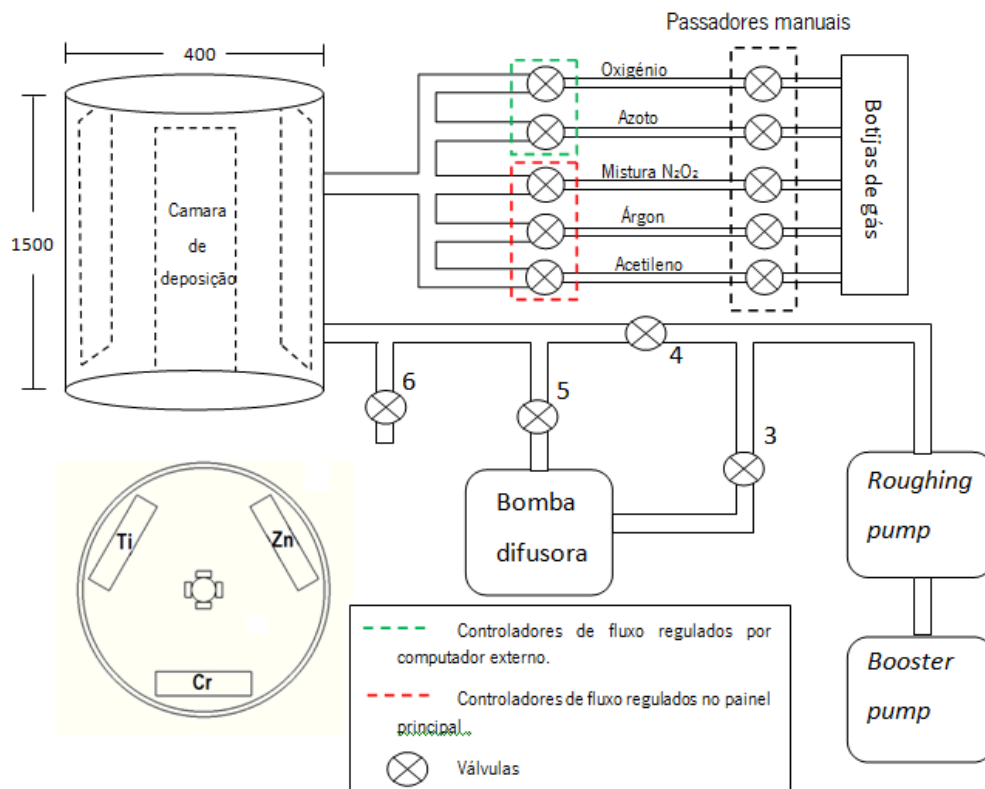 Passadores manuais
400
1500
Camara
de
deposição
Oxigénio
Azoto
Mistura N₂O₂
Árgon
Acetileno
Botijas de gás
4
6
5
3
Bomba
difusora
Roughing
pump
Booster
pump
Ti
Zn
Cr
Controladores de fluxo regulados por
computador externo.
Controladores de fluxo regulados no painel
principal.
Válvulas